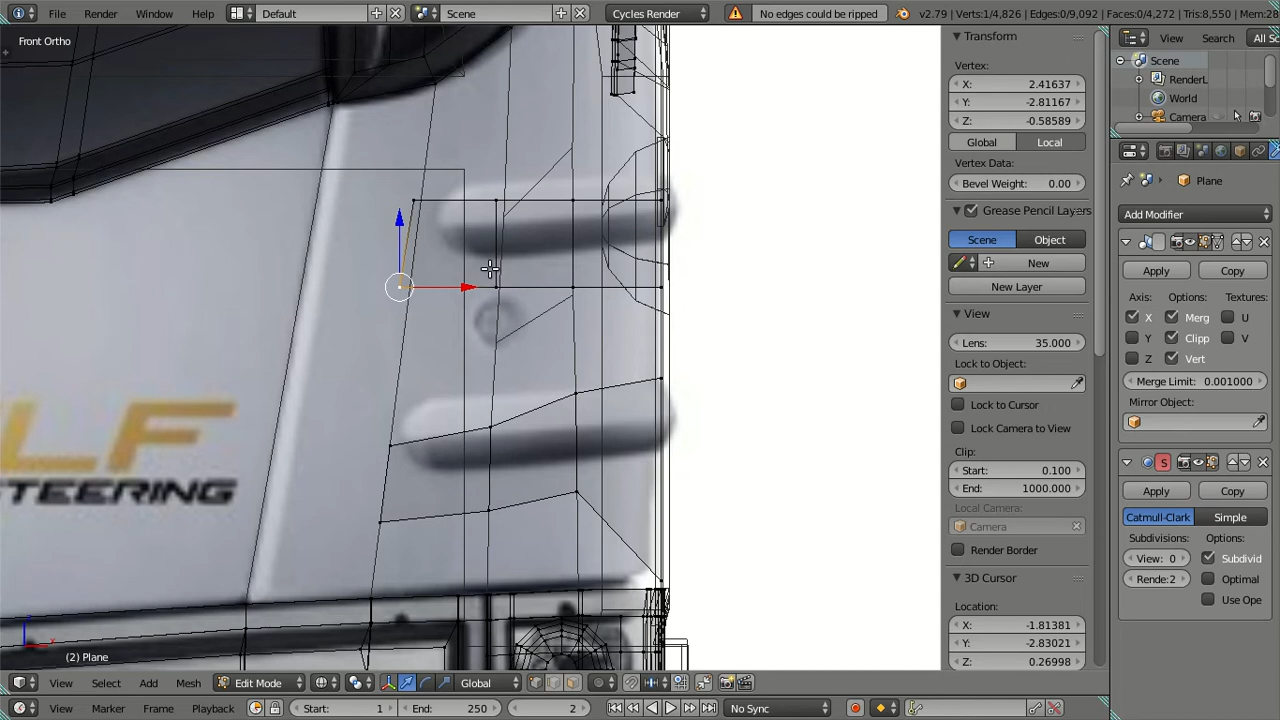 File Render Window Help Default Scene Cycles Render No edges could be ripped v2.79 | Verts:1/4,826 | Edges:0/9,092 | Faces:0/4,272 | Tris:8,550 | Mem:28
Front Ortho
Transform
Vertex:
X: 2.41637
Y: -2.81167
Z: -0.58589
Global Local
Vertex Data:
Bevel Weight: 0.00
Grease Pencil Layers
Scene Object
New
New Layer
View
Lens: 35.000
Lock to Object:
Lock to Cursor
Lock Camera to View
Clip:
Start: 0.100
End: 1000.000
Local Camera:
Camera
Render Border
3D Cursor
Location:
X: -1.81381
Y: -2.83021
Z: 0.26998
View Search All Sc
Scene
RenderL
World
Camera
Plane
Add Modifier
Apply Copy
Axis: Options: Textures:
X Merg U
Y Clipp V
Z Vert
Merge Limit: 0.001000
Mirror Object:
S
Apply Copy
Catmull-Clark Simple
Subdivisions: Options:
View: 0 Subdivid
Rende:2 Optimal
Use Ope
LF
STEERING
(2) Plane
View Select Add Mesh Edit Mode Global
View Marker Frame Playback Start: 1 End: 250 2 No Sync